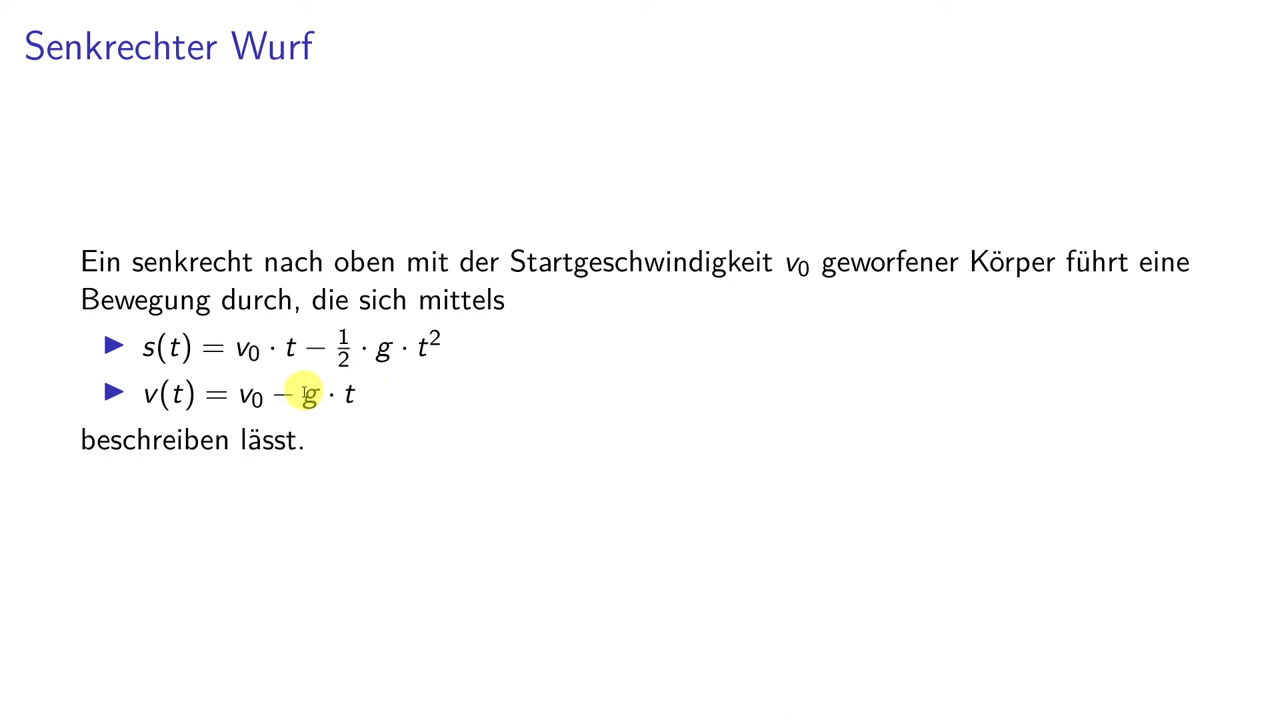 Senkrechter Wurf
Ein senkrecht nach oben mit der Startgeschwindigkeit v₀ geworfener Körper führt eine
Bewegung durch, die sich mittels
▶ s(t) = v₀ · t − ½ · g · t²
▶ v(t) = v₀ − g · t
beschreiben lässt.